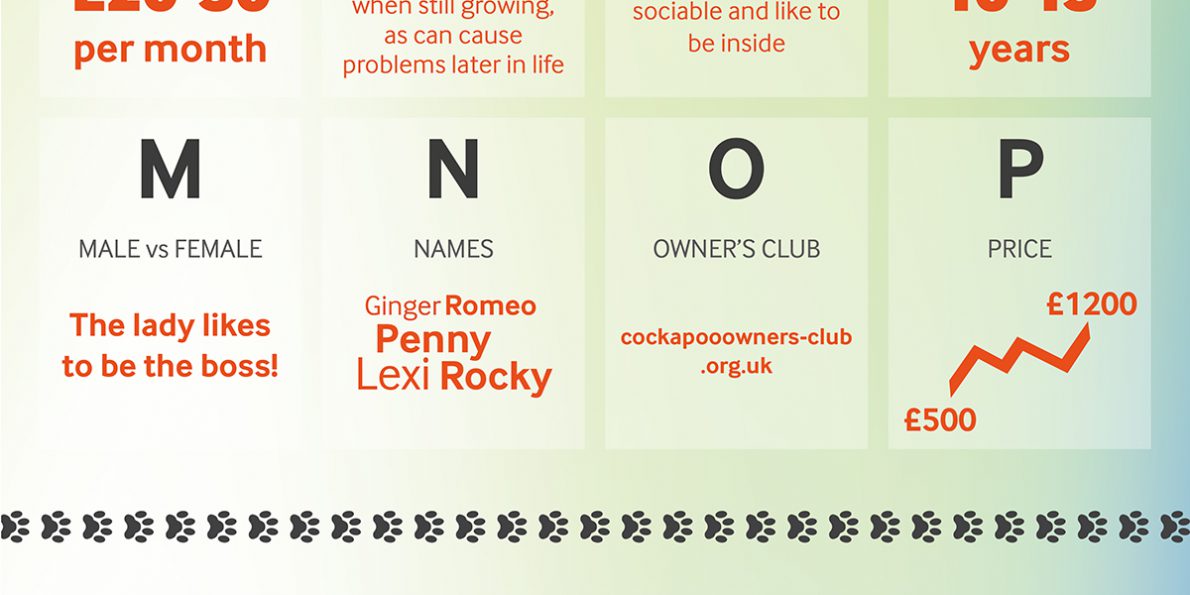 per month
when still growing,
as can cause
problems later in life
sociable and like to
be inside
years
M
MALE vs FEMALE
The lady likes
to be the boss!
N
NAMES
Ginger Romeo
Penny
Lexi Rocky
O
OWNER'S CLUB
cockapooowners-club
.org.uk
P
PRICE
£1200
£500